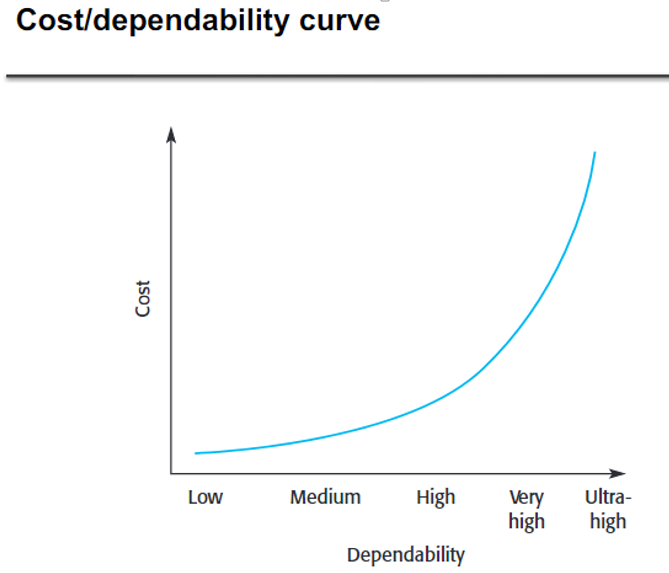 Cost/dependability curve
Cost
Low Medium High Very high Ultra-high
Dependability